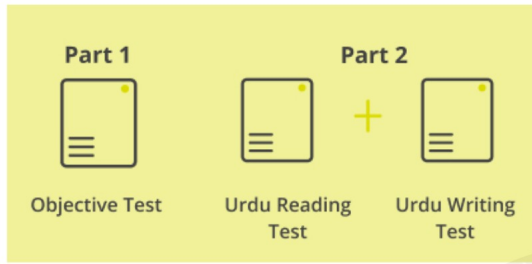 Part 1
Part 2
+
Objective Test
Urdu Reading
Test
Urdu Writing
Test